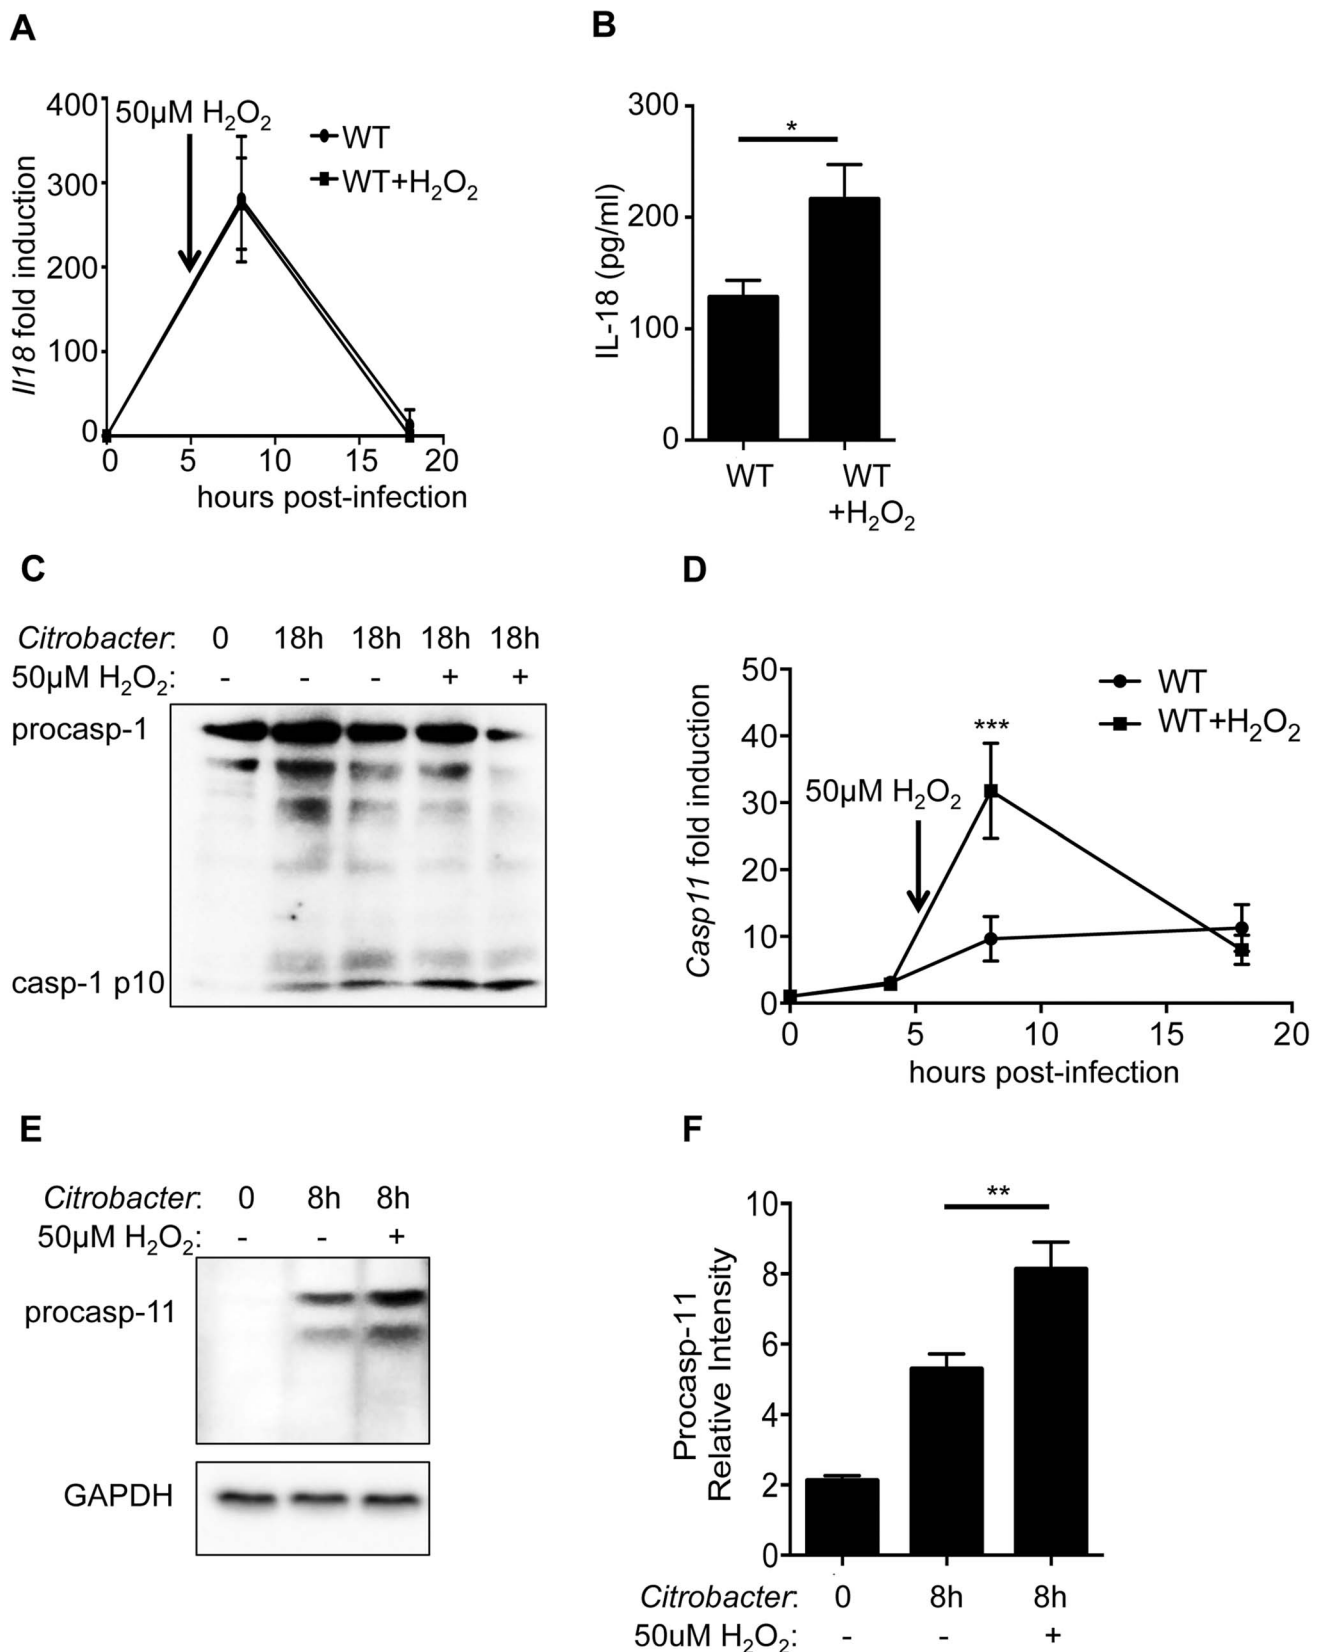 A
400
50µM H₂O₂
WT
WT+H₂O₂
300
200
100
0
Il18 fold induction
0 5 10 15 20
hours post-infection
B
300
*
200
100
0
IL-18 (pg/ml)
WT WT
+H₂O₂
C
Citrobacter: 0 18h 18h 18h 18h
50µM H₂O₂: - - - + +
procasp-1
casp-1 p10
D
50
WT
WT+H₂O₂
40
***
50µM H₂O₂
30
20
10
0
Casp11 fold induction
0 5 10 15 20
hours post-infection
E
Citrobacter: 0 8h 8h
50µM H₂O₂: - - +
procasp-11
GAPDH
F
10
**
8
6
4
2
0
Procasp-11
Relative Intensity
Citrobacter: 0 8h 8h
50uM H₂O₂: - - +